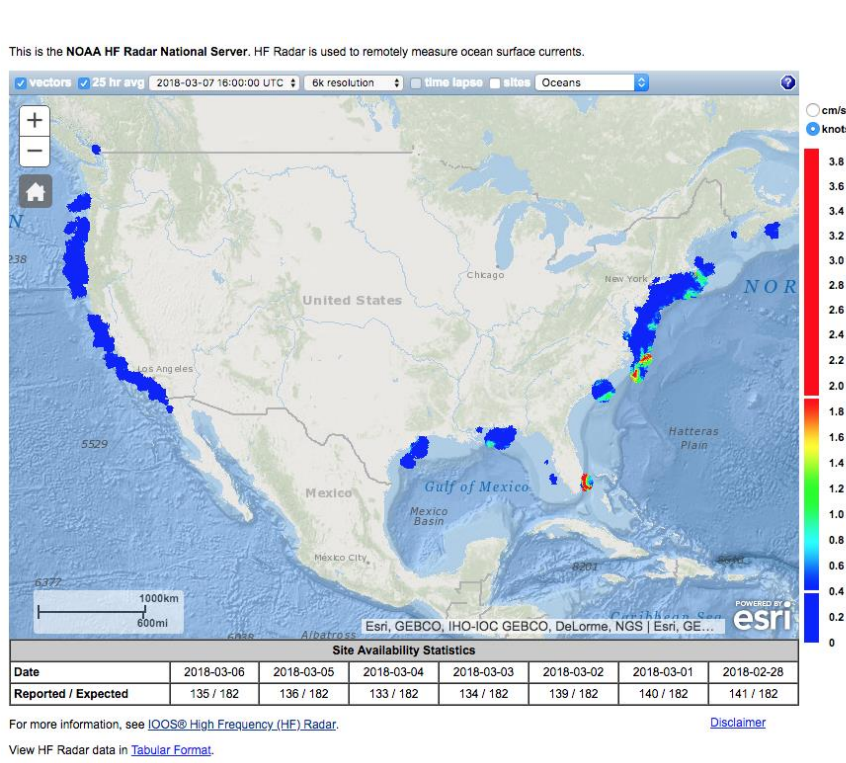 This is the NOAA HF Radar National Server. HF Radar is used to remotely measure ocean surface currents.
vectors 25 hr avg 2018-03-07 16:00:00 UTC 6k resolution time lapse sites Oceans ?
cm/s
knots
+
−
N
238
Chicago
New York
NOR
United States
Los Angeles
Hatteras
Plain
5529
Gulf of Mexico
Mexico
Mexico
Basin
Mexico City
8201
6377
Caribbean Sea
6038
Albatross
1000km
600mi
Esri, GEBCO, IHO-IOC GEBCO, DeLorme, NGS | Esri, GE...
POWERED BY
esri
3.8
3.6
3.4
3.2
3.0
2.8
2.6
2.4
2.2
2.0
1.8
1.6
1.4
1.2
1.0
0.8
0.6
0.4
0.2
0
Site Availability Statistics
Date 2018-03-06 2018-03-05 2018-03-04 2018-03-03 2018-03-02 2018-03-01 2018-02-28
Reported / Expected 135 / 182 136 / 182 133 / 182 134 / 182 139 / 182 140 / 182 141 / 182
For more information, see IOOS® High Frequency (HF) Radar.
Disclaimer
View HF Radar data in Tabular Format.